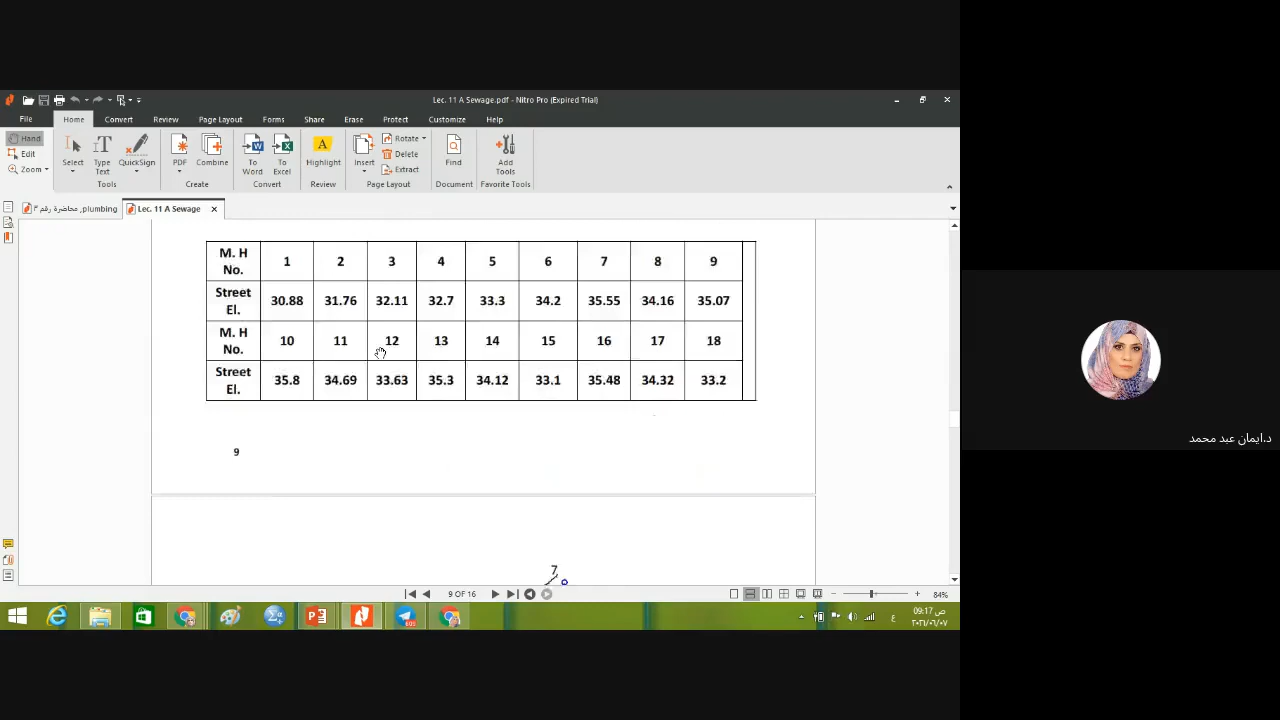 Lec. 11 A Sewage.pdf - Nitro Pro (Expired Trial)
File Home Convert Review Page Layout Forms Share Erase Protect Customize Help
Hand
Edit
Zoom
Select
Type Text
QuickSign
Tools
PDF
Combine
Create
To Word
To Excel
Convert
Highlight
Review
Insert
Rotate
Delete
Extract
Page Layout
Find
Document
Add Tools
Favorite Tools
محاضرة رقم ٣ ,plumbing
Lec. 11 A Sewage
M. H No. 1 2 3 4 5 6 7 8 9
Street El. 30.88 31.76 32.11 32.7 33.3 34.2 35.55 34.16 35.07
M. H No. 10 11 12 13 14 15 16 17 18
Street El. 35.8 34.69 33.63 35.3 34.12 33.1 35.48 34.32 33.2
9
7
9 OF 16
84%
ص 09:17
٢٠٢١/٠٦/٠٧
ع
د.ايمان عبد محمد